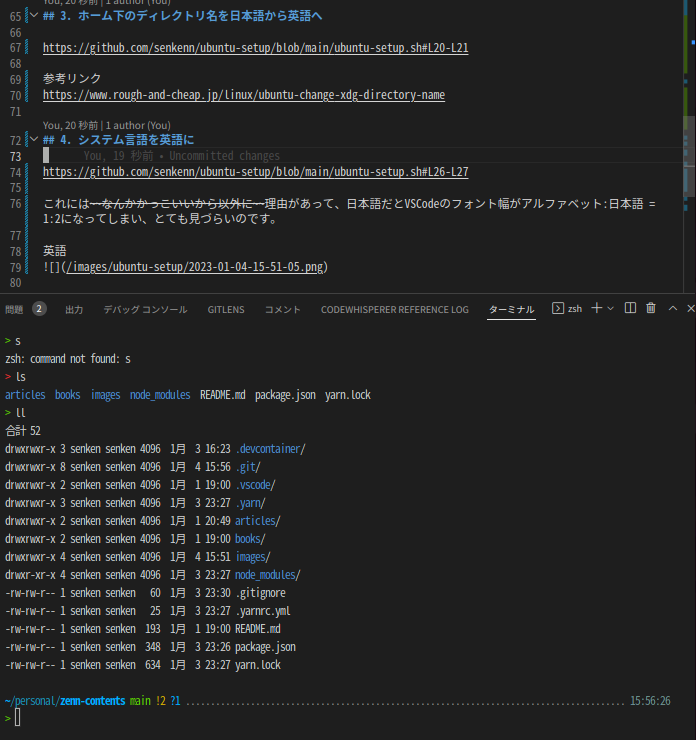 You, 20 秒前 | 1 author (You)
65 ## 3. ホーム下のディレクトリ名を日本語から英語へ
66
67 https://github.com/senkenn/ubuntu-setup/blob/main/ubuntu-setup.sh#L20-L21
68
69 参考リンク
70 https://www.rough-and-cheap.jp/linux/ubuntu-change-xdg-directory-name
71
You, 20 秒前 | 1 author (You)
72 ## 4. システム言語を英語に
73 You, 19 秒前 • Uncommitted changes
74 https://github.com/senkenn/ubuntu-setup/blob/main/ubuntu-setup.sh#L26-L27
75
76 これには~~なんかかっこいいから以外に~~理由があって、日本語だとVSCodeのフォント幅がアルファベット:日本語 =
1:2になってしまい、とても見づらいのです。
77
78 英語
79 ![](/images/ubuntu-setup/2023-01-04-15-51-05.png)
80
問題 2 出力 デバッグ コンソール GITLENS コメント CODEWHISPERER REFERENCE LOG ターミナル zsh
> s
zsh: command not found: s
> ls
articles books images node_modules README.md package.json yarn.lock
> ll
合計 52
drwxrwxr-x 3 senken senken 4096 1月 3 16:23 .devcontainer/
drwxrwxr-x 8 senken senken 4096 1月 4 15:56 .git/
drwxrwxr-x 2 senken senken 4096 1月 1 19:00 .vscode/
drwxrwxr-x 3 senken senken 4096 1月 3 23:27 .yarn/
drwxrwxr-x 2 senken senken 4096 1月 1 20:49 articles/
drwxrwxr-x 2 senken senken 4096 1月 1 19:00 books/
drwxrwxr-x 4 senken senken 4096 1月 4 15:51 images/
drwxr-xr-x 4 senken senken 4096 1月 3 23:27 node_modules/
-rw-rw-r-- 1 senken senken 60 1月 3 23:30 .gitignore
-rw-rw-r-- 1 senken senken 25 1月 3 23:27 .yarnrc.yml
-rw-rw-r-- 1 senken senken 193 1月 1 19:00 README.md
-rw-rw-r-- 1 senken senken 348 1月 3 23:26 package.json
-rw-rw-r-- 1 senken senken 634 1月 3 23:27 yarn.lock
~/personal/zenn-contents main !2 ?1 15:56:26
>